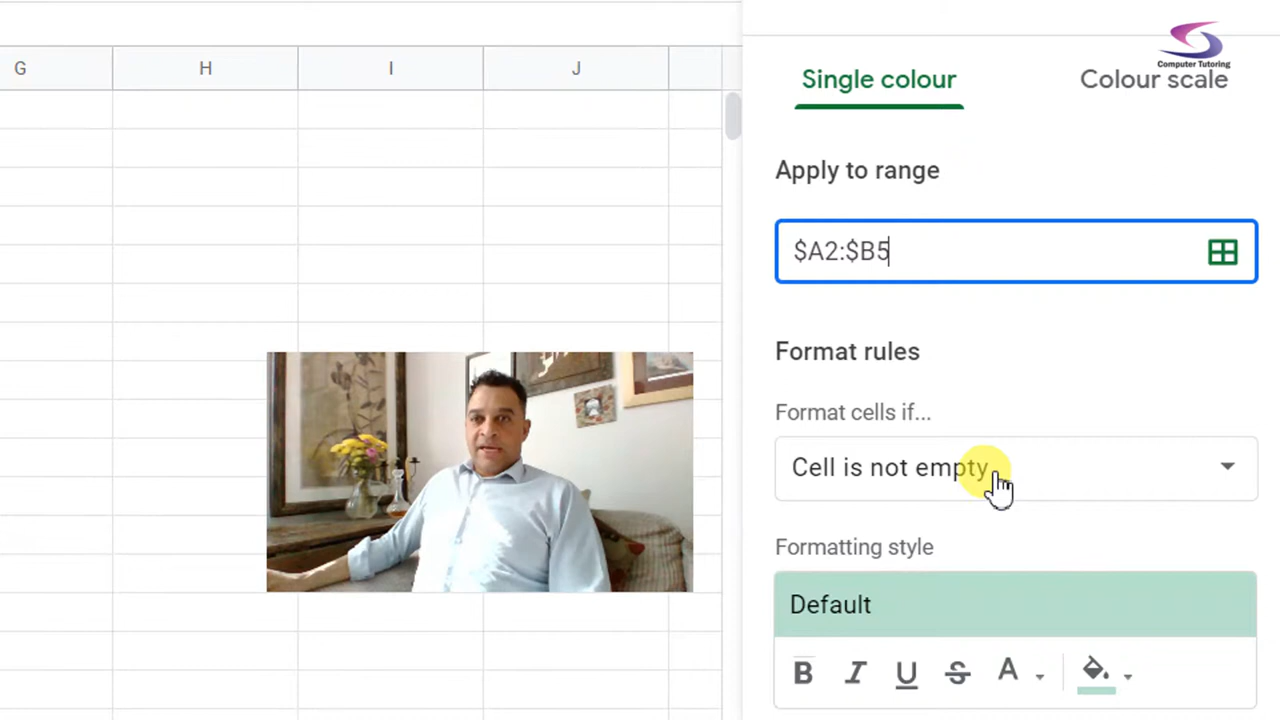 G H I J
Computer Tutoring
Single colour Colour scale
Apply to range
$A2:$B5
Format rules
Format cells if...
Cell is not empty
Formatting style
Default
B I U S A